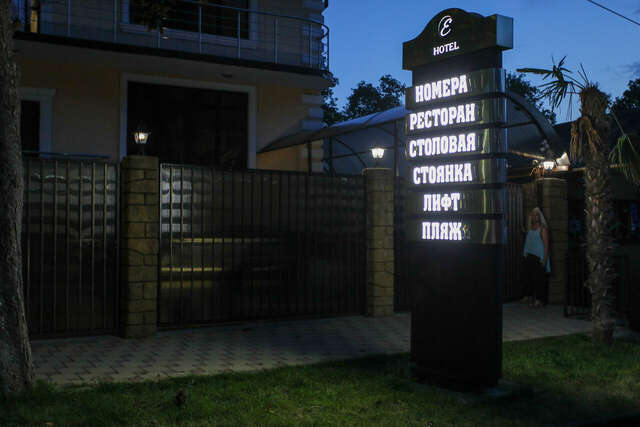 E
HOTEL
НОМЕРА
РЕСТОРАН
СТОЛОВАЯ
СТОЯНКА
ЛИФТ
ПЛЯЖ